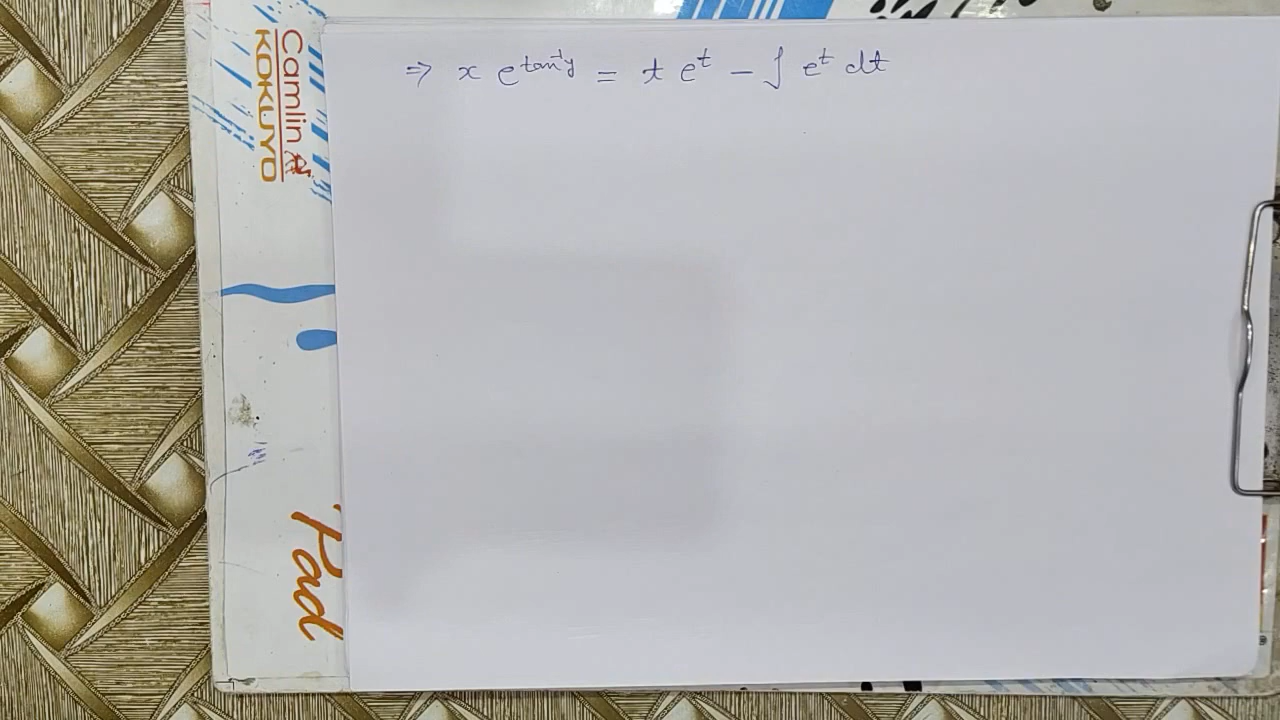 ⇒ x e^{tan⁻¹y} = t e^t − ∫ e^t dt
Camlin
KOKUYO
Pad